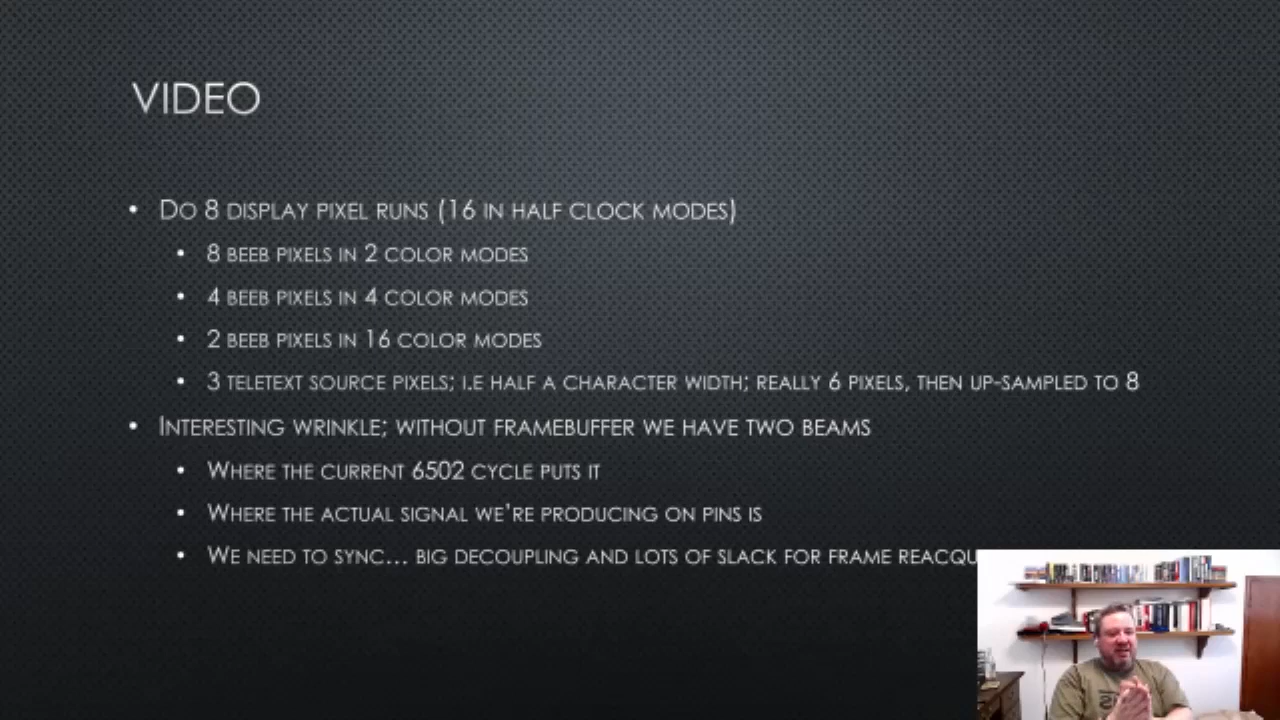 VIDEO
• DO 8 DISPLAY PIXEL RUNS (16 IN HALF CLOCK MODES)
• 8 BEEB PIXELS IN 2 COLOR MODES
• 4 BEEB PIXELS IN 4 COLOR MODES
• 2 BEEB PIXELS IN 16 COLOR MODES
• 3 TELETEXT SOURCE PIXELS; I.E HALF A CHARACTER WIDTH; REALLY 6 PIXELS, THEN UP-SAMPLED TO 8
• INTERESTING WRINKLE; WITHOUT FRAMEBUFFER WE HAVE TWO BEAMS
• WHERE THE CURRENT 6502 CYCLE PUTS IT
• WHERE THE ACTUAL SIGNAL WE'RE PRODUCING ON PINS IS
• WE NEED TO SYNC... BIG DECOUPLING AND LOTS OF SLACK FOR FRAME REACQU